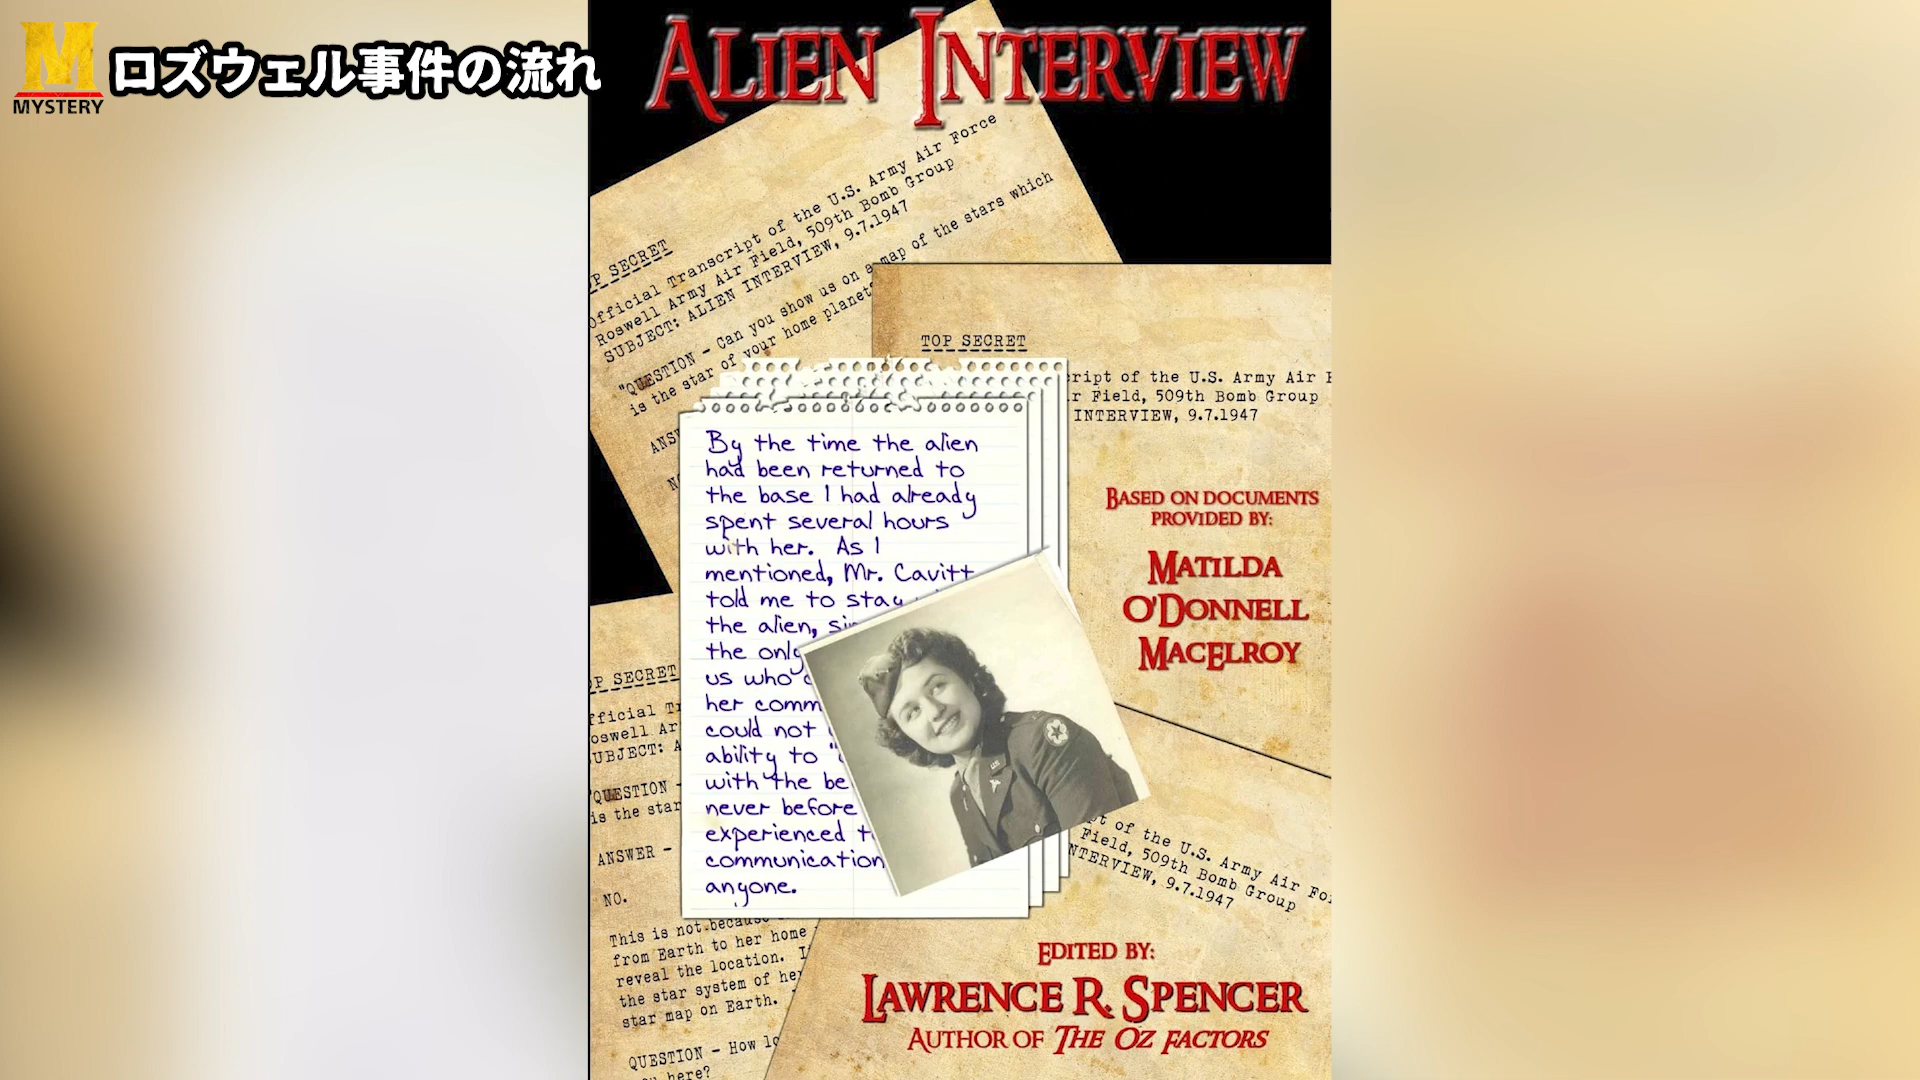 M
MYSTERY
ロズウェル事件の流れ
ALIEN INTERVIEW
TOP SECRET
Official Transcript of the U.S. Army Air Force
Roswell Army Air Field, 509th Bomb Group
SUBJECT: ALIEN INTERVIEW, 9.7.1947
"QUESTION - Can you show us on a map of the stars which
is the star of your home planet
TOP SECRET
cript of the U.S. Army Air F
ir Field, 509th Bomb Group
INTERVIEW, 9.7.1947
By the time the alien
had been returned to
the base I had already
spent several hours
with her. As I
mentioned, Mr. Cavitt
told me to stay
the alien,
the only
us who
her comm
could not
ability to
with the be
never before
experienced
communication
anyone.
BASED ON DOCUMENTS
PROVIDED BY:
MATILDA
O'DONNELL
MACELROY
OP SECRET
fficial Tr
oswell Ar
UBJECT: A
"QUESTION -
is the star
ANSWER -
NO.
This is not because
from Earth to her home
reveal the location.
the star system of her
star map on Earth.
QUESTION - How lo
here?
pt of the U.S. Army Air Fo
Field, 509th Bomb Group
NTERVIEW, 9.7.1947
EDITED BY:
LAWRENCE R. SPENCER
AUTHOR OF THE OZ FACTORS